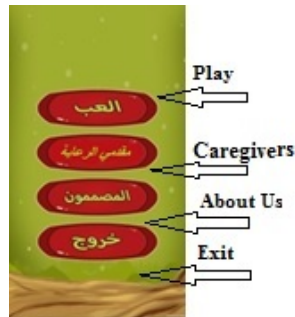 Play
العب
Caregivers
مقدمي الرعاية
About Us
المصممون
Exit
خروج